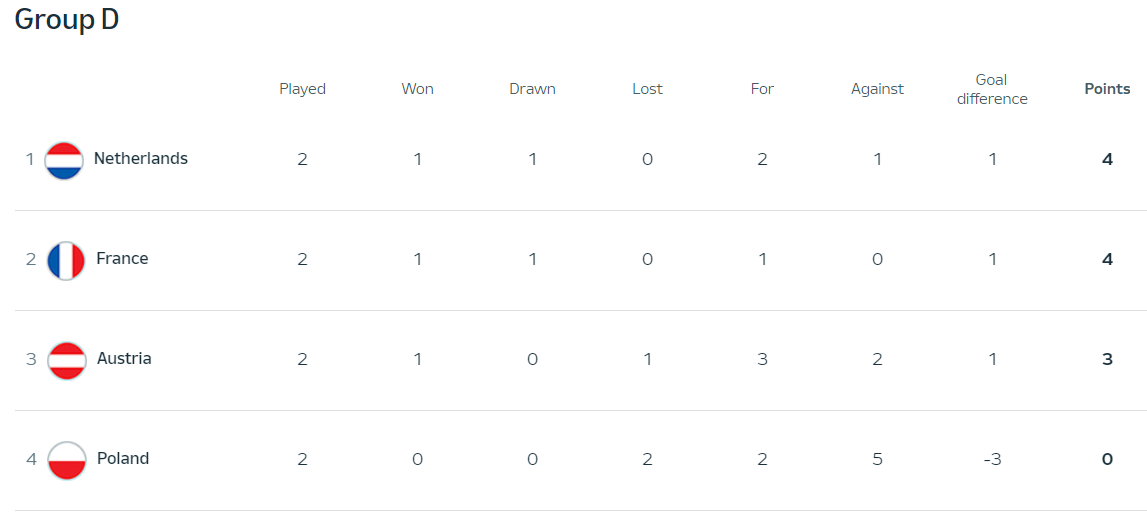 Group D
Played Won Drawn Lost For Against Goal difference Points
1 Netherlands 2 1 1 0 2 1 1 4
2 France 2 1 1 0 1 0 1 4
3 Austria 2 1 0 1 3 2 1 3
4 Poland 2 0 0 2 2 5 -3 0